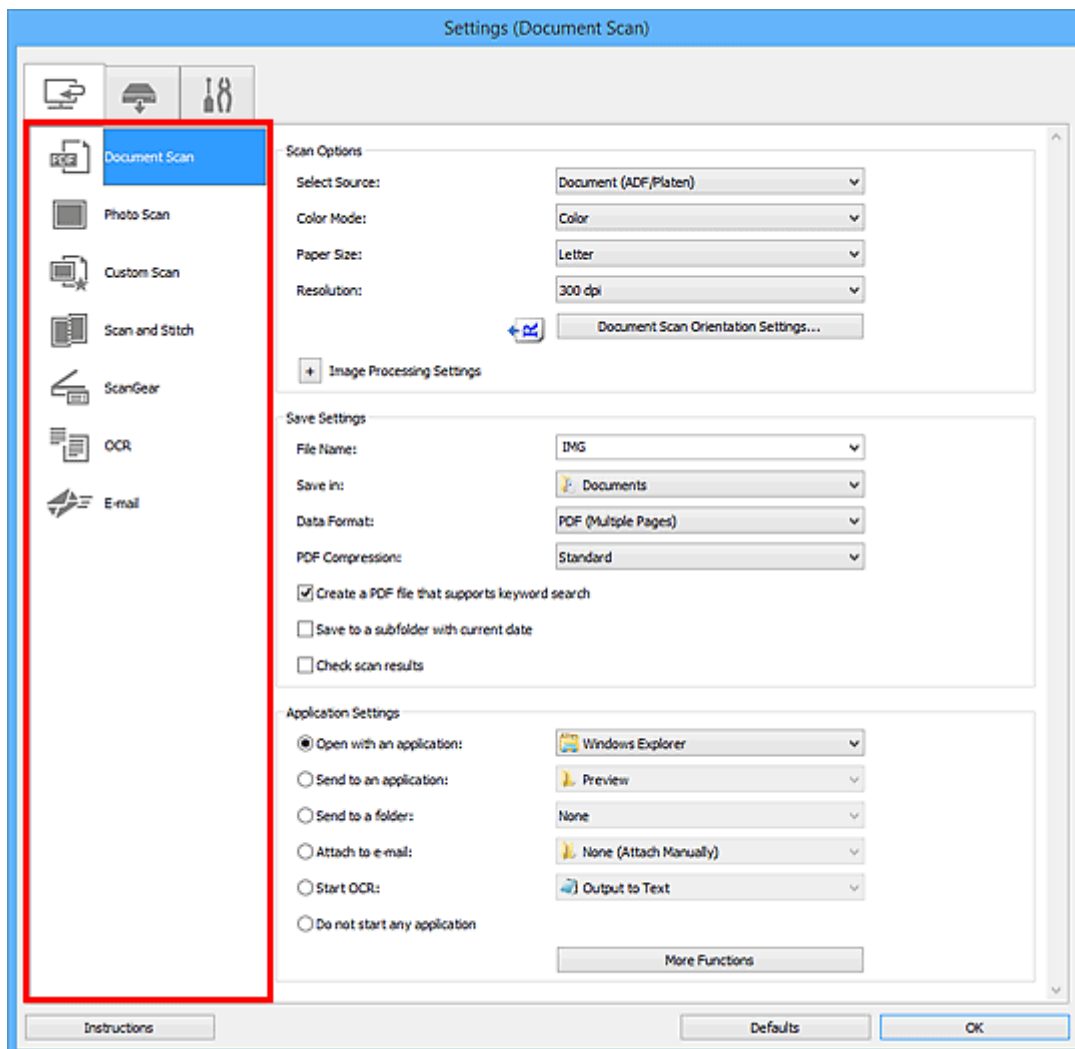 Settings (Document Scan)
PDF
Document Scan
Photo Scan
Custom Scan
Scan and Stitch
ScanGear
OCR
E-mail
Scan Options
Select Source: Document (ADF/Platen)
Color Mode: Color
Paper Size: Letter
Resolution: 300 dpi
R Document Scan Orientation Settings...
+ Image Processing Settings
Save Settings
File Name: IMG
Save in: Documents
Data Format: PDF (Multiple Pages)
PDF Compression: Standard
Create a PDF file that supports keyword search
Save to a subfolder with current date
Check scan results
Application Settings
Open with an application: Windows Explorer
Send to an application: Preview
Send to a folder: None
Attach to e-mail: None (Attach Manually)
Start OCR: Output to Text
Do not start any application
More Functions
Instructions Defaults OK